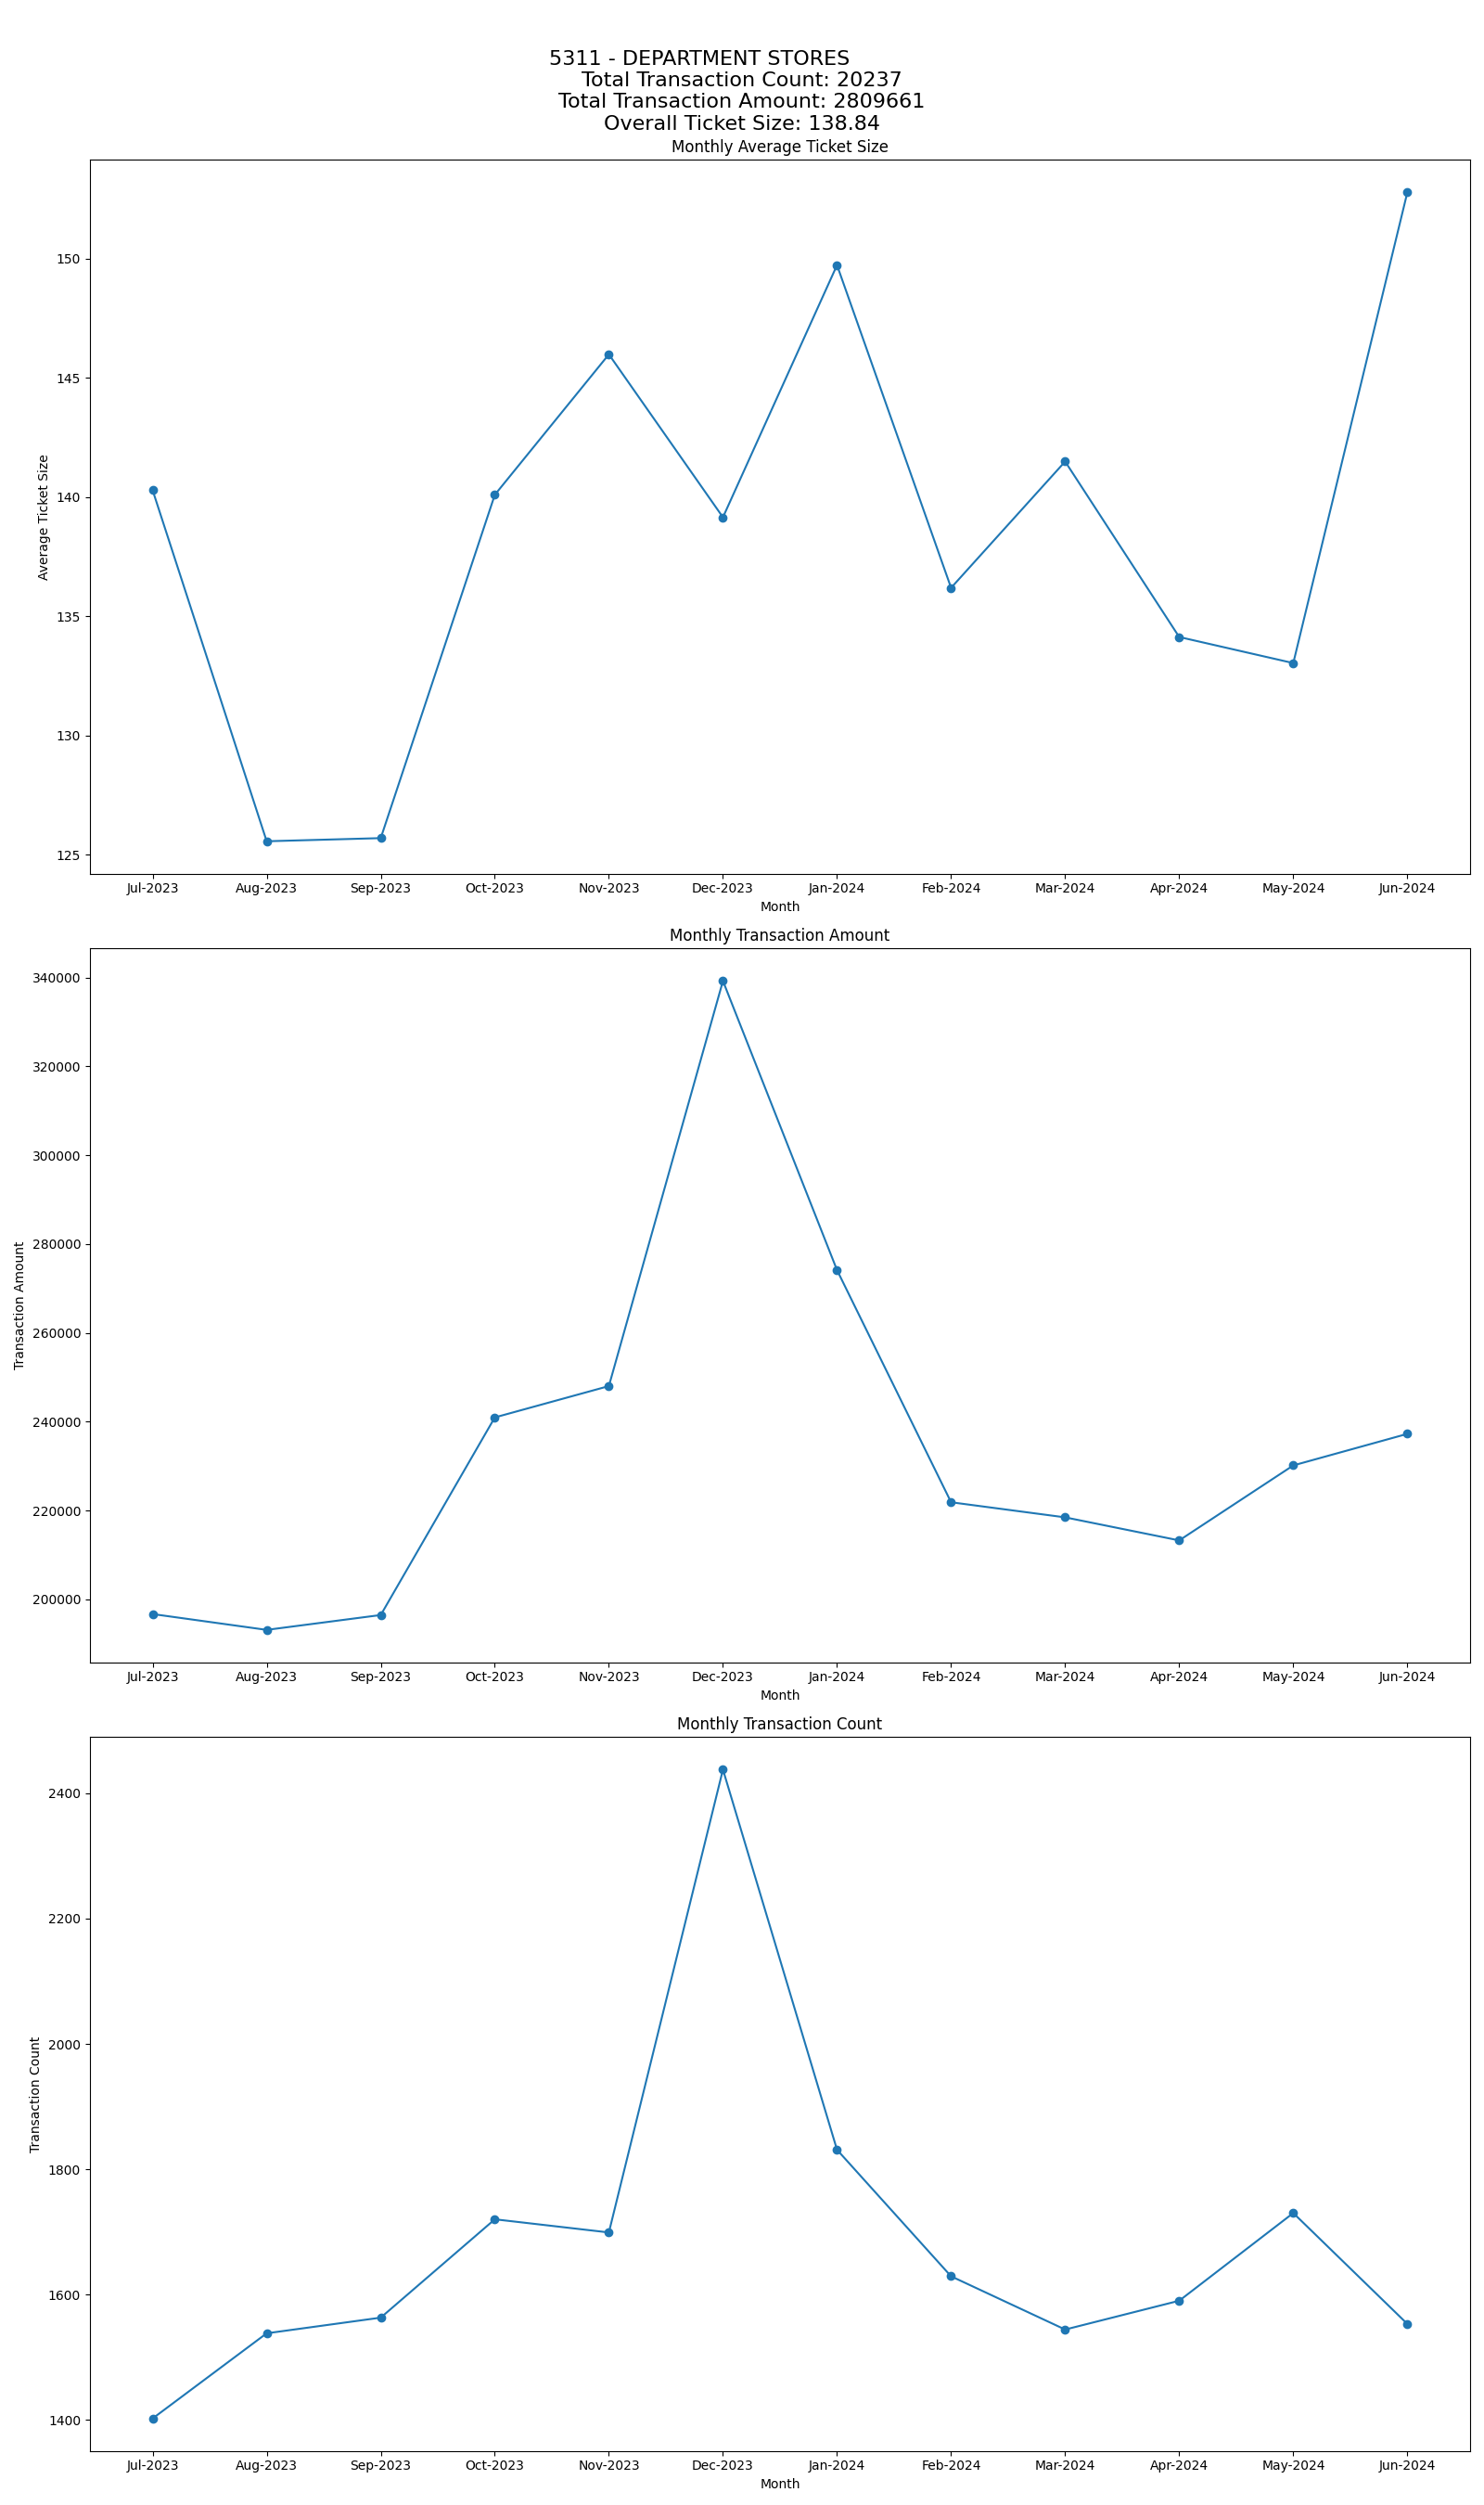 5311 - DEPARTMENT STORES
Total Transaction Count: 20237
Total Transaction Amount: 2809661
Overall Ticket Size: 138.84
Monthly Average Ticket Size
150
145
140
135
130
125
Average Ticket Size
Jul-2023 Aug-2023 Sep-2023 Oct-2023 Nov-2023 Dec-2023 Jan-2024 Feb-2024 Mar-2024 Apr-2024 May-2024 Jun-2024
Month
Monthly Transaction Amount
340000
320000
300000
280000
260000
240000
220000
200000
Transaction Amount
Jul-2023 Aug-2023 Sep-2023 Oct-2023 Nov-2023 Dec-2023 Jan-2024 Feb-2024 Mar-2024 Apr-2024 May-2024 Jun-2024
Month
Monthly Transaction Count
2400
2200
2000
1800
1600
1400
Transaction Count
Jul-2023 Aug-2023 Sep-2023 Oct-2023 Nov-2023 Dec-2023 Jan-2024 Feb-2024 Mar-2024 Apr-2024 May-2024 Jun-2024
Month